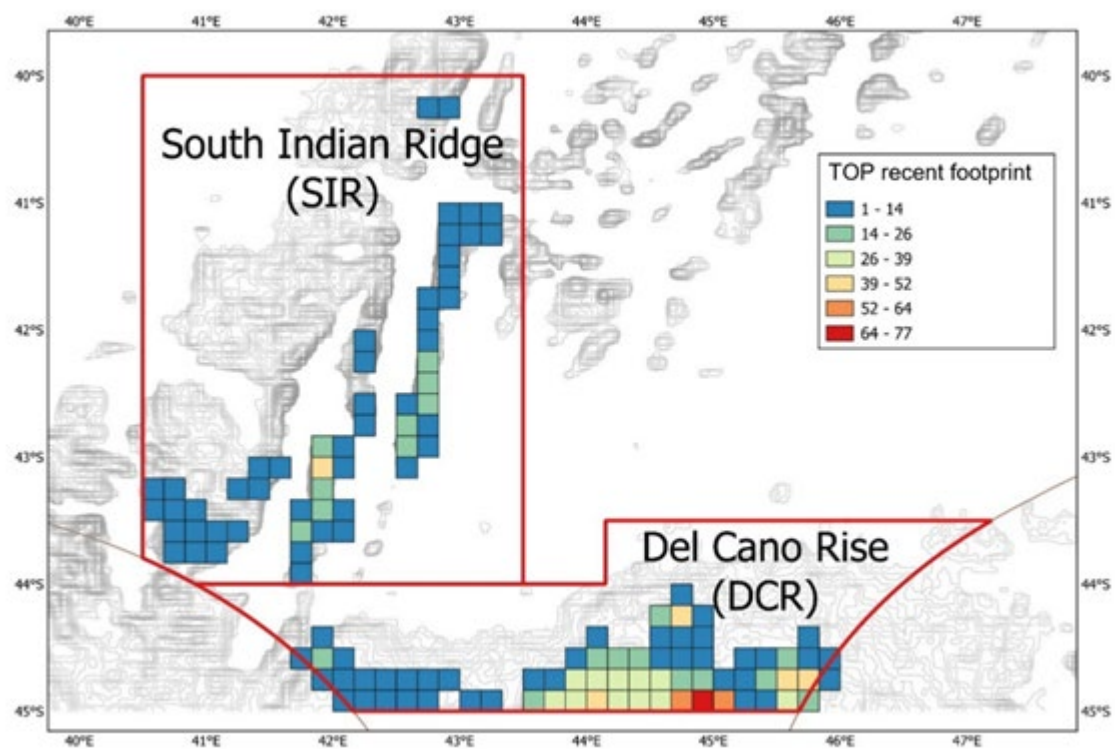 40°E 41°E 42°E 43°E 44°E 45°E 46°E 47°E
40°S 40°S
South Indian Ridge
(SIR)
TOP recent footprint
1 - 14
14 - 26
26 - 39
39 - 52
52 - 64
64 - 77
41°S 41°S
42°S 42°S
43°S 43°S
Del Cano Rise
(DCR)
44°S 44°S
45°S 45°S
40°E 41°E 42°E 43°E 44°E 45°E 46°E 47°E